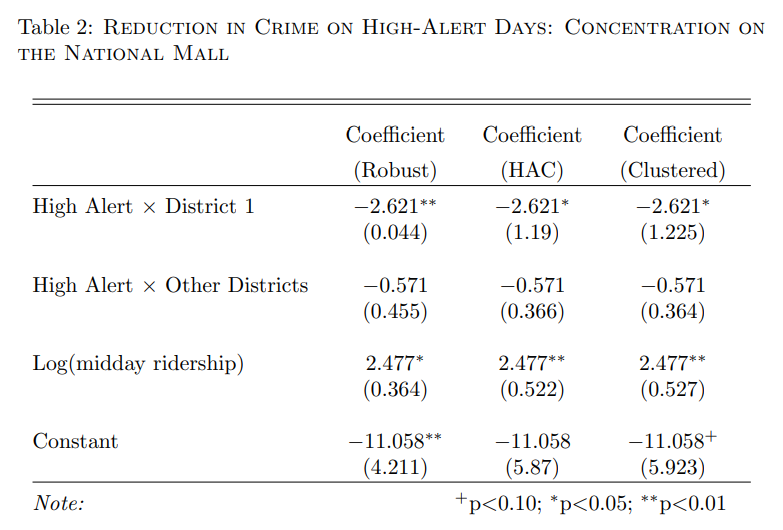 Table 2: Reduction in Crime on High-Alert Days: Concentration on
the National Mall
Coefficient Coefficient Coefficient
(Robust) (HAC) (Clustered)
High Alert × District 1 −2.621** −2.621* −2.621*
(0.044) (1.19) (1.225)
High Alert × Other Districts −0.571 −0.571 −0.571
(0.455) (0.366) (0.364)
Log(midday ridership) 2.477* 2.477** 2.477**
(0.364) (0.522) (0.527)
Constant −11.058** −11.058 −11.058+
(4.211) (5.87) (5.923)
Note: +p<0.10; *p<0.05; **p<0.01